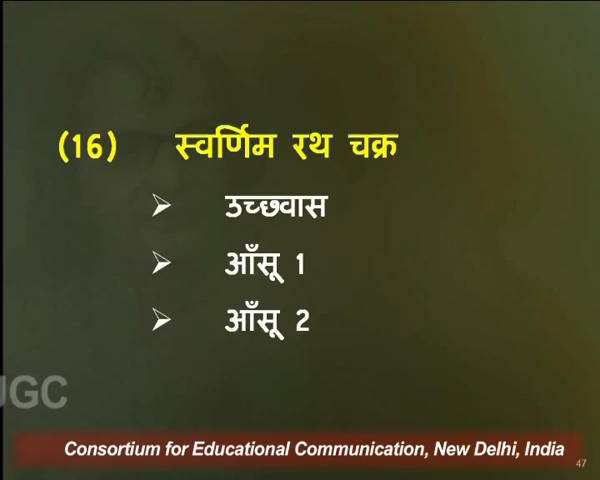 (16) स्वर्णिम रथ चक्र
➢ उच्छ्वास
➢ आँसू 1
➢ आँसू 2
UGC
Consortium for Educational Communication, New Delhi, India
47